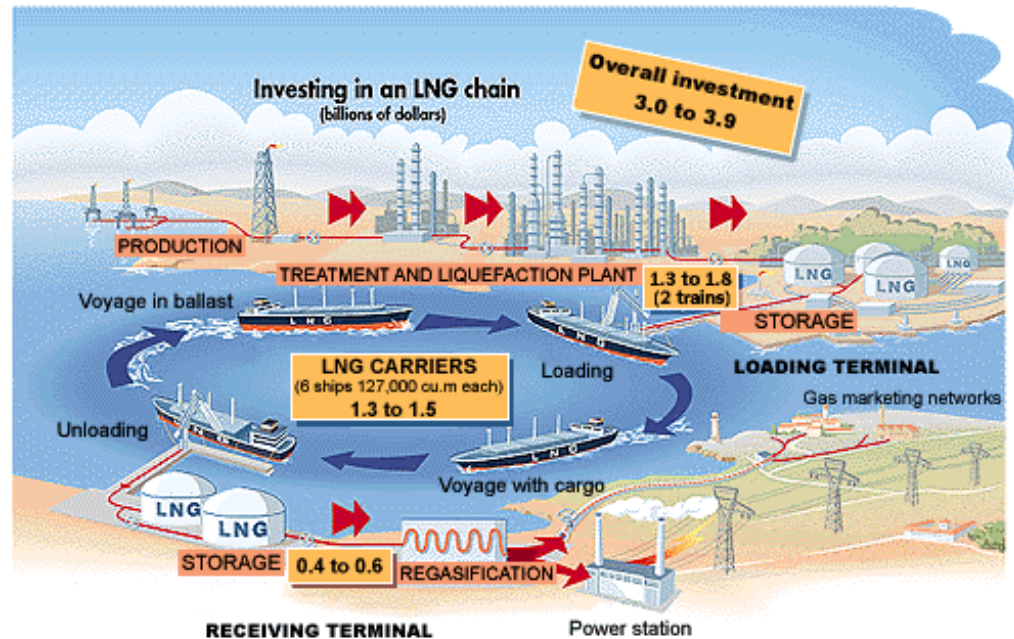 Investing in an LNG chain
(billions of dollars)
Overall investment
3.0 to 3.9
PRODUCTION
TREATMENT AND LIQUEFACTION PLANT
1.3 to 1.8
(2 trains)
LNG
LNG
LNG
STORAGE
LOADING TERMINAL
Voyage in ballast
LNG
LNG
Loading
LNG CARRIERS
(6 ships 127,000 cu.m each)
1.3 to 1.5
Gas marketing networks
Unloading
LNG
LNG
Voyage with cargo
LNG
LNG
STORAGE
0.4 to 0.6
REGASIFICATION
RECEIVING TERMINAL
Power station